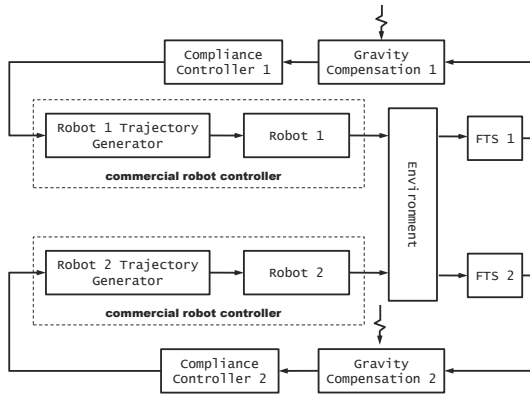 Compliance
Controller 1
Gravity
Compensation 1
Robot 1 Trajectory
Generator
Robot 1
commercial robot controller
Environment
FTS 1
Robot 2 Trajectory
Generator
Robot 2
commercial robot controller
FTS 2
Compliance
Controller 2
Gravity
Compensation 2